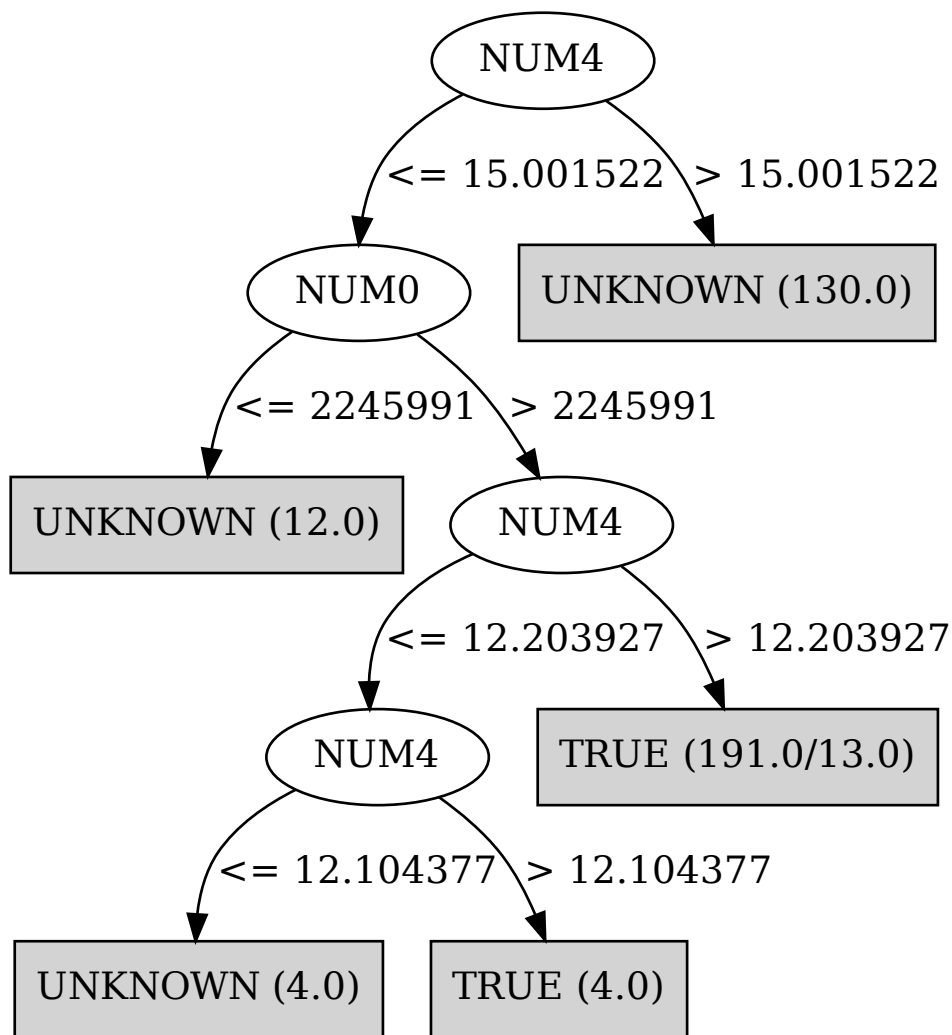 NUM4
<= 15.001522
> 15.001522
NUM0
UNKNOWN (130.0)
<= 2245991
> 2245991
UNKNOWN (12.0)
NUM4
<= 12.203927
> 12.203927
NUM4
TRUE (191.0/13.0)
<= 12.104377
> 12.104377
UNKNOWN (4.0)
TRUE (4.0)